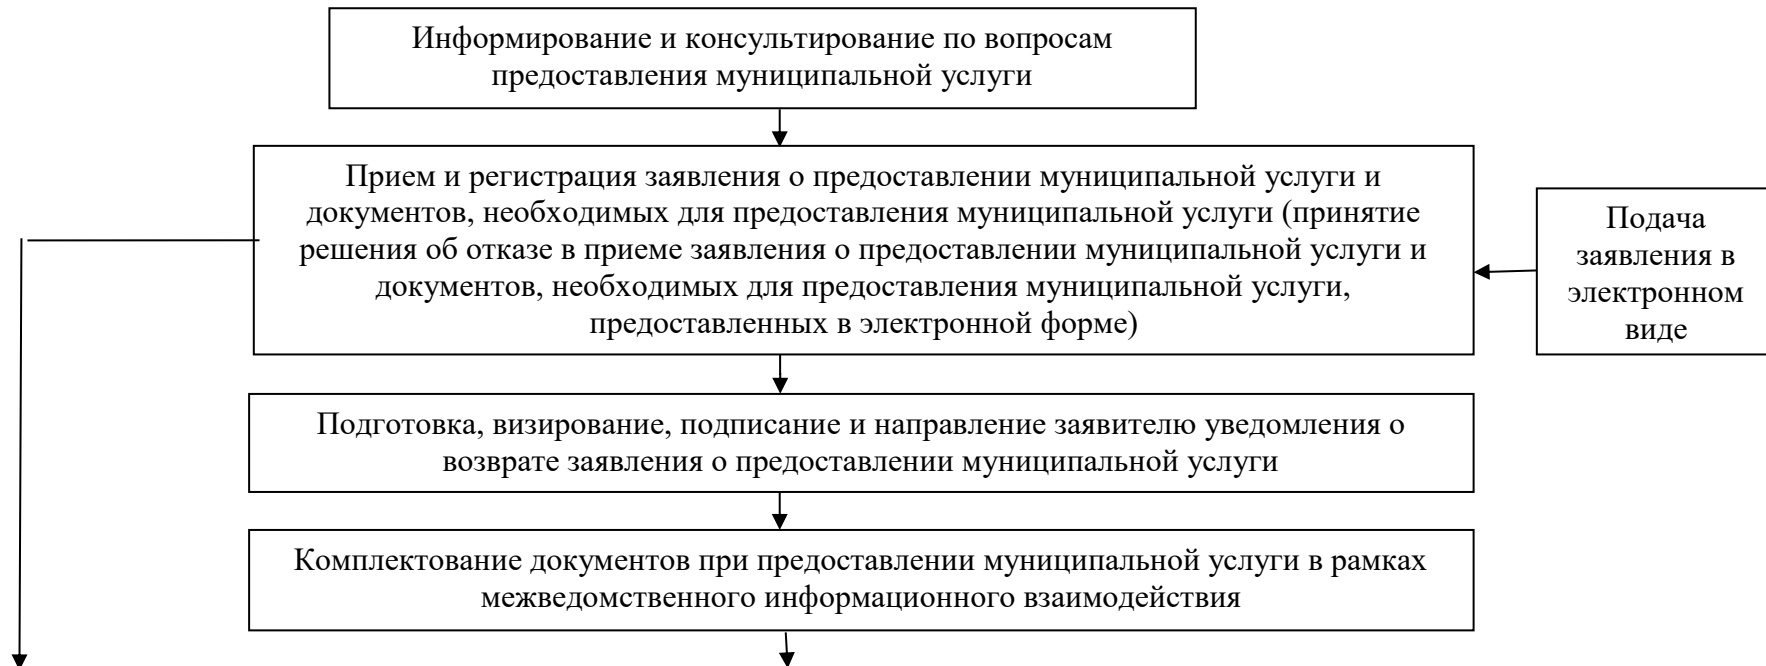 Информирование и консультирование по вопросам
предоставления муниципальной услуги
Прием и регистрация заявления о предоставлении муниципальной услуги и
документов, необходимых для предоставления муниципальной услуги (принятие
решения об отказе в приеме заявления о предоставлении муниципальной услуги и
документов, необходимых для предоставления муниципальной услуги,
предоставленных в электронной форме)
Подача
заявления в
электронном
виде
Подготовка, визирование, подписание и направление заявителю уведомления о
возврате заявления о предоставлении муниципальной услуги
Комплектование документов при предоставлении муниципальной услуги в рамках
межведомственного информационного взаимодействия